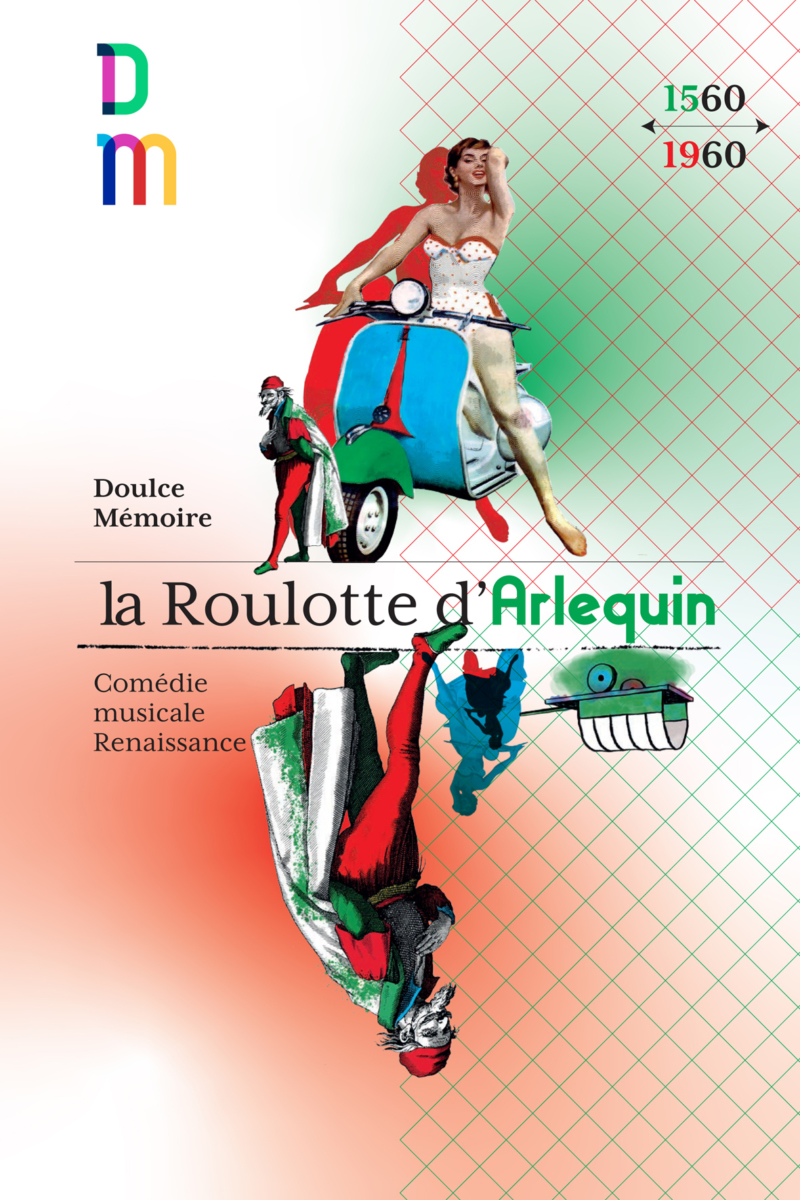 D
m
1560
1960
Doulce
Mémoire
la Roulotte d'Arlequin
Comédie
musicale
Renaissance